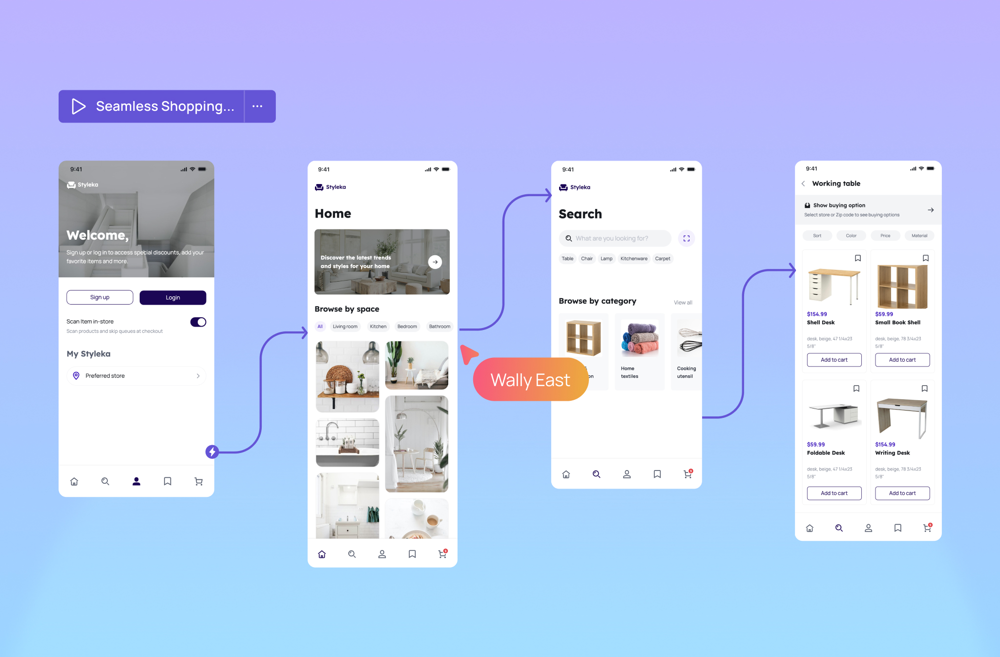 Seamless Shopping...
9:41
Styleka
Welcome,
Sign up or log in to access special discounts, add your
favorite items and more.
Sign up
Login
Scan Item in-store
Scan products and skip queues at checkout
My Styleka
Preferred store
9:41
Styleka
Home
Discover the latest trends
and styles for your home
Browse by space
All
Living room
Kitchen
Bedroom
Bathroom
9
Wally East
9:41
Styleka
Search
What are you looking for?
Table
Chair
Lamp
Kitchenware
Carpet
Browse by category
View all
Home
textiles
Cooking
utensil
9
9:41
Working table
Show buying option
Select store or Zip code to see buying options
Sort
Color
Price
Material
$154.99
Shell Desk
desk, beige, 47 1/4x23
5/8"
Add to cart
$59.99
Small Book Shell
desk, beige, 78 3/4x23
5/8"
Add to cart
$59.99
Foldable Desk
desk, beige, 47 1/4x23
5/8"
Add to cart
$154.99
Writing Desk
desk, beige, 78 3/4x23
5/8"
Add to cart
9